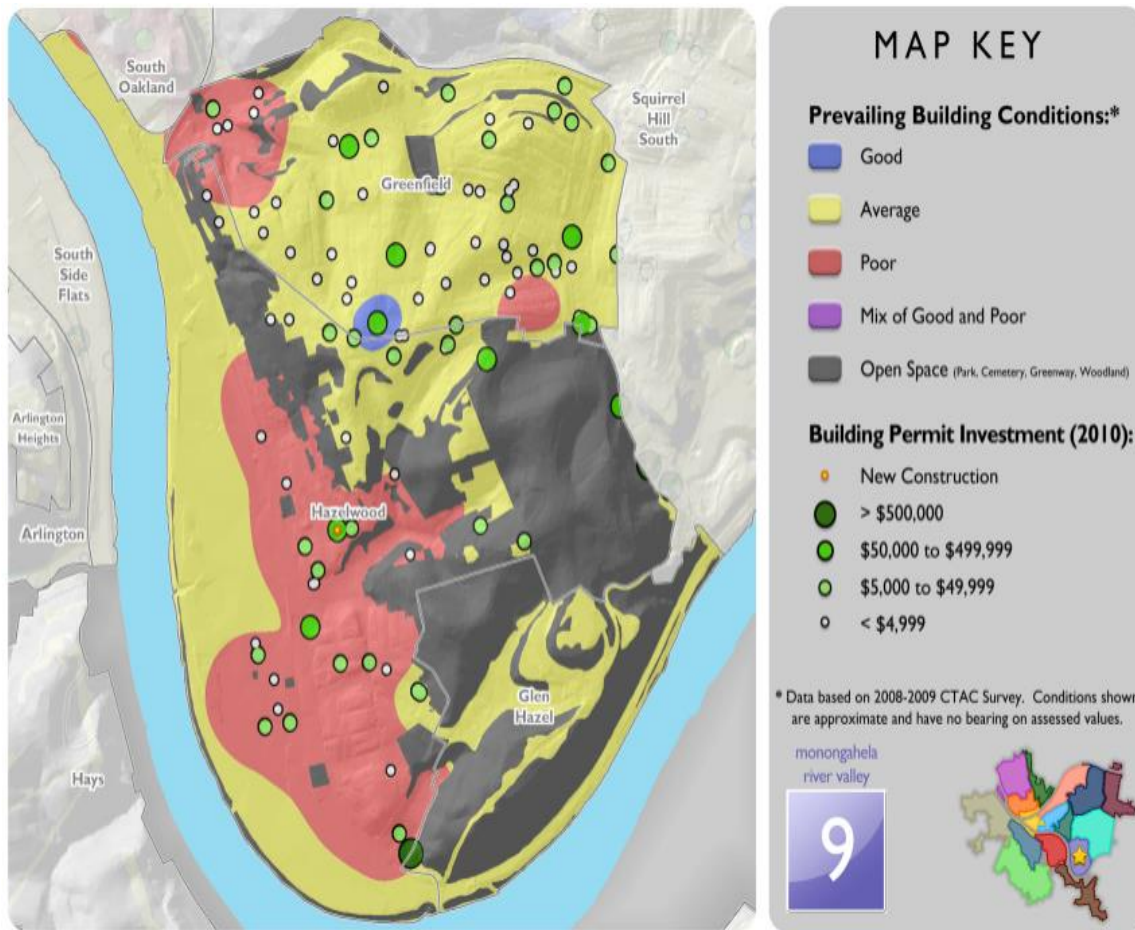 South
Oakland
Squirrel
Hill
South
Greenfield
South
Side
Flats
Arlington
Heights
Arlington
Hazelwood
Glen
Hazel
Hays
MAP KEY
Prevailing Building Conditions:*
Good
Average
Poor
Mix of Good and Poor
Open Space (Park, Cemetery, Greenway, Woodland)
Building Permit Investment (2010):
New Construction
> $500,000
$50,000 to $499,999
$5,000 to $49,999
< $4,999
* Data based on 2008-2009 CTAC Survey. Conditions shown
are approximate and have no bearing on assessed values.
monongahela
river valley
9